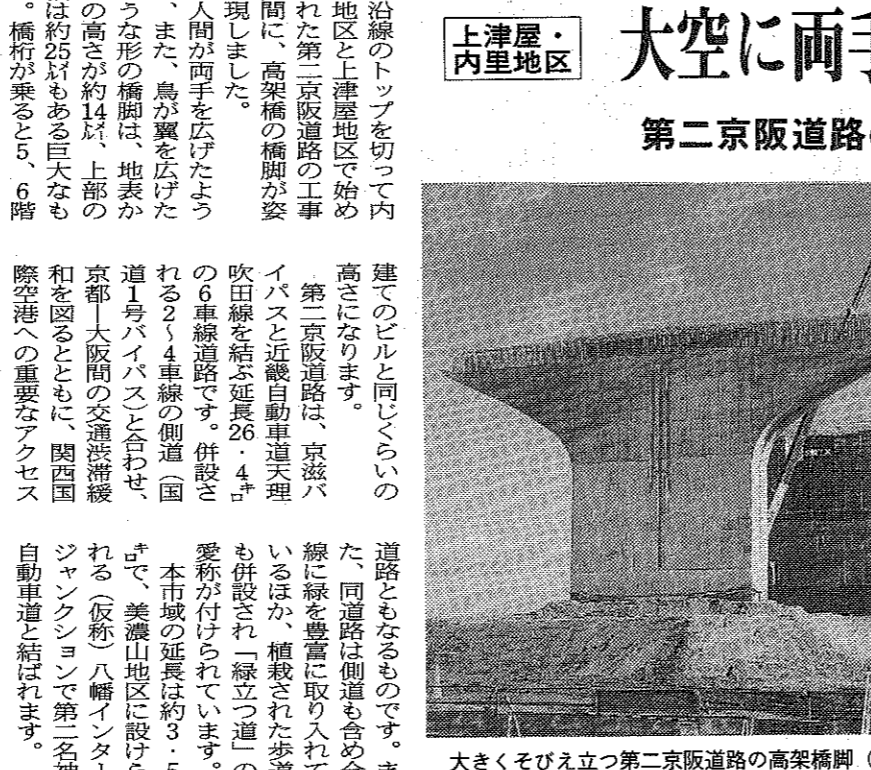 上津屋・
内里地区
大空に両手
第二京阪道路
沿線のトップを切って内
地区と上津屋地区で始め
れた第二京阪道路の工事
間に、高架橋の橋脚が姿
現しました。
人間が両手を広げたよう
、また、鳥が翼を広げた
うな形の橋脚は、地表か
の高さが約14㍍、上部の
は約25㍍もある巨大なも
。橋桁が乗ると5、6階
建てのビルと同じくらいの
高さになります。
第二京阪道路は、京滋バ
イパスと近畿自動車道天理
吹田線を結ぶ延長26・4㌔
の6車線道路です。併設さ
れる2〜4車線の側道（国
道1号バイパス）と合わせ、
京都―大阪間の交通渋滞緩
和を図るとともに、関西国
際空港への重要なアクセス
道路ともなるものです。ま
た、同道路は側道も含め全
線に緑を豊富に取り入れて
いるほか、植栽された歩道
も併設され「緑立つ道」の
愛称が付けられています。
本市域の延長は約3・5
㌔で、美濃山地区に設けら
れる（仮称）八幡インター
ジャンクションで第二名神
自動車道と結ばれます。
大きくそびえ立つ第二京阪道路の高架橋脚（